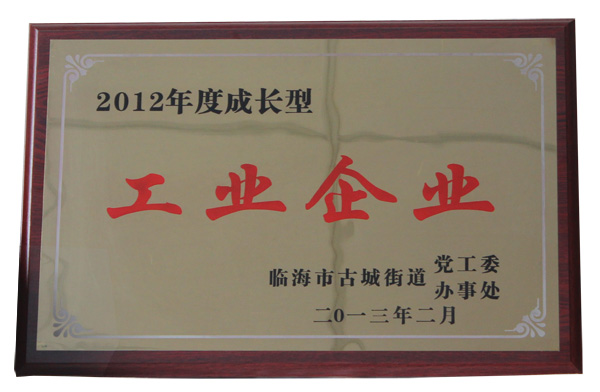 2012年度成长型
工业企业
临海市古城街道 党工委
办事处
二0一三年二月